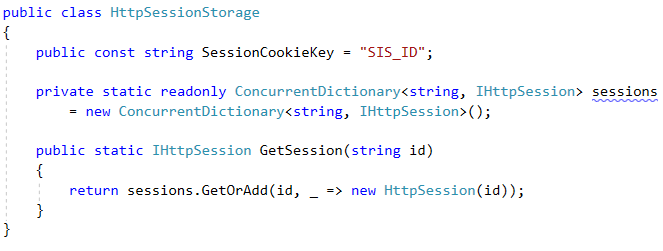 public class HttpSessionStorage
{
public const string SessionCookieKey = "SIS_ID";
private static readonly ConcurrentDictionary<string, IHttpSession> sessions
= new ConcurrentDictionary<string, IHttpSession>();
public static IHttpSession GetSession(string id)
{
return sessions.GetOrAdd(id, _ => new HttpSession(id));
}
}